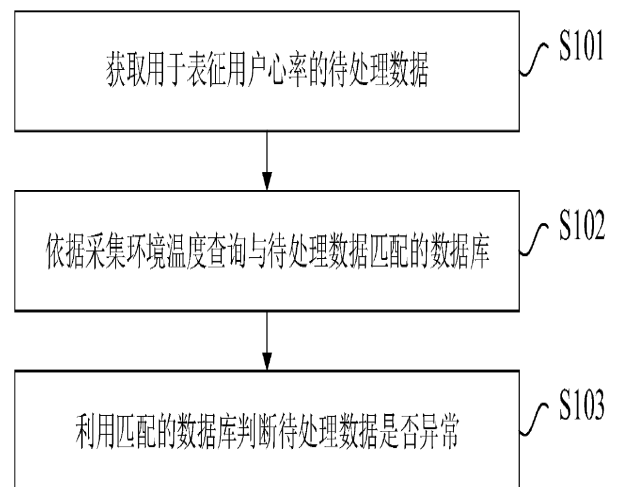 获取用于表征用户心率的待处理数据
S101
依据采集环境温度查询与待处理数据匹配的数据库
S102
利用匹配的数据库判断待处理数据是否异常
S103